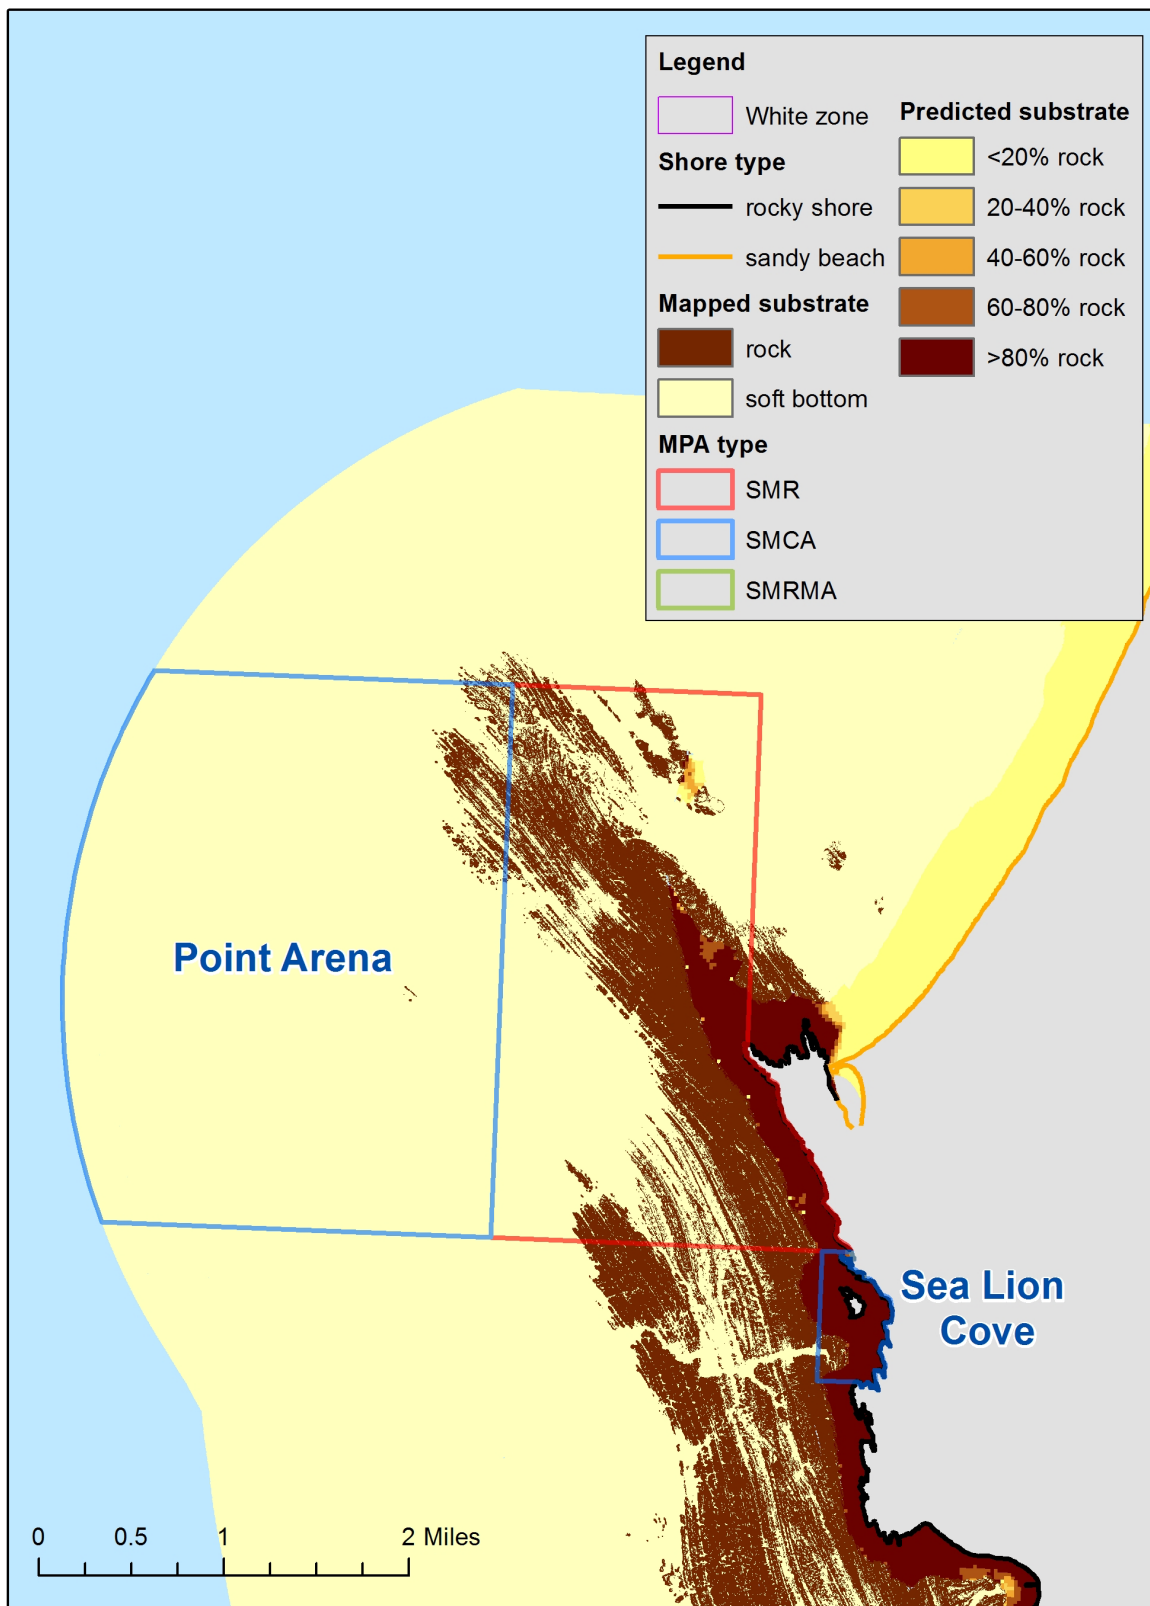 Legend
White zone
Shore type
rocky shore
sandy beach
Mapped substrate
rock
soft bottom
MPA type
SMR
SMCA
SMRMA
Predicted substrate
<20% rock
20-40% rock
40-60% rock
60-80% rock
>80% rock
Point Arena
Sea Lion
Cove
0 0.5 1 2 Miles